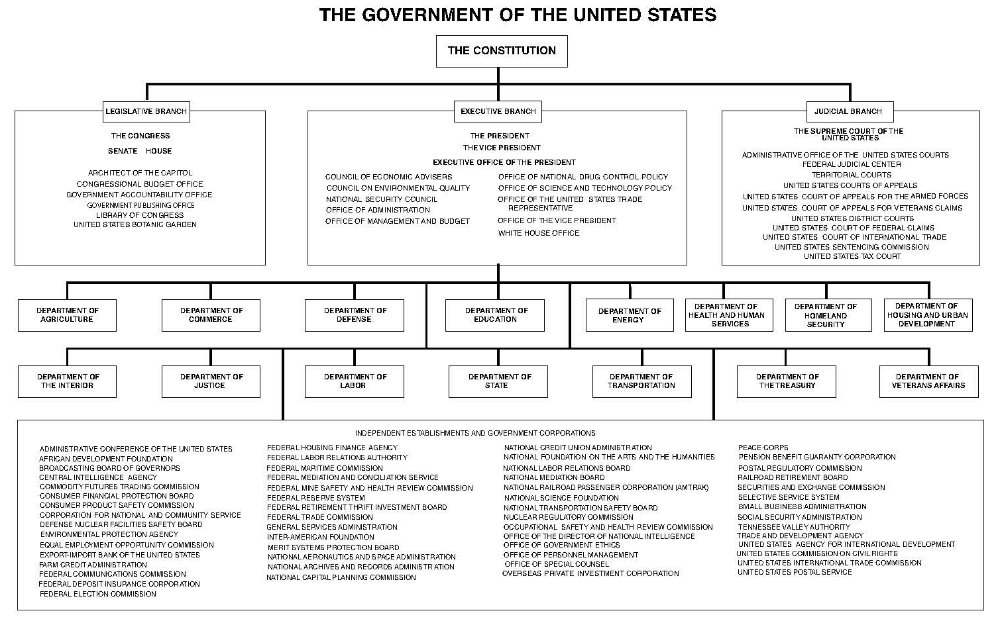 THE GOVERNMENT OF THE UNITED STATES
THE CONSTITUTION
LEGISLATIVE BRANCH
THE CONGRESS
SENATE HOUSE
ARCHITECT OF THE CAPITOL
CONGRESSIONAL BUDGET OFFICE
GOVERNMENT ACCOUNTABILITY OFFICE
GOVERNMENT PUBLISHING OFFICE
LIBRARY OF CONGRESS
UNITED STATES BOTANIC GARDEN
EXECUTIVE BRANCH
THE PRESIDENT
THE VICE PRESIDENT
EXECUTIVE OFFICE OF THE PRESIDENT
COUNCIL OF ECONOMIC ADVISERS
COUNCIL ON ENVIRONMENTAL QUALITY
NATIONAL SECURITY COUNCIL
OFFICE OF ADMINISTRATION
OFFICE OF MANAGEMENT AND BUDGET
OFFICE OF NATIONAL DRUG CONTROL POLICY
OFFICE OF SCIENCE AND TECHNOLOGY POLICY
OFFICE OF THE UNITED STATES TRADE
REPRESENTATIVE
OFFICE OF THE VICE PRESIDENT
WHITE HOUSE OFFICE
JUDICIAL BRANCH
THE SUPREME COURT OF THE
UNITED STATES
ADMINISTRATIVE OFFICE OF THE UNITED STATES COURTS
FEDERAL JUDICIAL CENTER
TERRITORIAL COURTS
UNITED STATES COURTS OF APPEALS
UNITED STATES COURT OF APPEALS FOR THE ARMED FORCES
UNITED STATES COURT OF APPEALS FOR VETERANS CLAIMS
UNITED STATES DISTRICT COURTS
UNITED STATES COURT OF FEDERAL CLAIMS
UNITED STATES COURT OF INTERNATIONAL TRADE
UNITED STATES SENTENCING COMMISSION
UNITED STATES TAX COURT
DEPARTMENT OF
AGRICULTURE
DEPARTMENT OF
COMMERCE
DEPARTMENT OF
DEFENSE
DEPARTMENT OF
EDUCATION
DEPARTMENT OF
ENERGY
DEPARTMENT OF
HEALTH AND HUMAN
SERVICES
DEPARTMENT OF
HOMELAND
SECURITY
DEPARTMENT OF
HOUSING AND URBAN
DEVELOPMENT
DEPARTMENT OF
THE INTERIOR
DEPARTMENT OF
JUSTICE
DEPARTMENT OF
LABOR
DEPARTMENT OF
STATE
DEPARTMENT OF
TRANSPORTATION
DEPARTMENT OF
THE TREASURY
DEPARTMENT OF
VETERANS AFFAIRS
INDEPENDENT ESTABLISHMENTS AND GOVERNMENT CORPORATIONS
ADMINISTRATIVE CONFERENCE OF THE UNITED STATES
AFRICAN DEVELOPMENT FOUNDATION
BROADCASTING BOARD OF GOVERNORS
CENTRAL INTELLIGENCE AGENCY
COMMODITY FUTURES TRADING COMMISSION
CONSUMER FINANCIAL PROTECTION BOARD
CONSUMER PRODUCT SAFETY COMMISSION
CORPORATION FOR NATIONAL AND COMMUNITY SERVICE
DEFENSE NUCLEAR FACILITIES SAFETY BOARD
ENVIRONMENTAL PROTECTION AGENCY
EQUAL EMPLOYMENT OPPORTUNITY COMMISSION
EXPORT-IMPORT BANK OF THE UNITED STATES
FARM CREDIT ADMINISTRATION
FEDERAL COMMUNICATIONS COMMISSION
FEDERAL DEPOSIT INSURANCE CORPORATION
FEDERAL ELECTION COMMISSION
FEDERAL HOUSING FINANCE AGENCY
FEDERAL LABOR RELATIONS AUTHORITY
FEDERAL MARITIME COMMISSION
FEDERAL MEDIATION AND CONCILIATION SERVICE
FEDERAL MINE SAFETY AND HEALTH REVIEW COMMISSION
FEDERAL RESERVE SYSTEM
FEDERAL RETIREMENT THRIFT INVESTMENT BOARD
FEDERAL TRADE COMMISSION
GENERAL SERVICES ADMINISTRATION
INTER-AMERICAN FOUNDATION
MERIT SYSTEMS PROTECTION BOARD
NATIONAL AERONAUTICS AND SPACE ADMINISTRATION
NATIONAL ARCHIVES AND RECORDS ADMINISTRATION
NATIONAL CAPITAL PLANNING COMMISSION
NATIONAL CREDIT UNION ADMINISTRATION
NATIONAL FOUNDATION ON THE ARTS AND THE HUMANITIES
NATIONAL LABOR RELATIONS BOARD
NATIONAL MEDIATION BOARD
NATIONAL RAILROAD PASSENGER CORPORATION (AMTRAK)
NATIONAL SCIENCE FOUNDATION
NATIONAL TRANSPORTATION SAFETY BOARD
NUCLEAR REGULATORY COMMISSION
OCCUPATIONAL SAFETY AND HEALTH REVIEW COMMISSION
OFFICE OF THE DIRECTOR OF NATIONAL INTELLIGENCE
OFFICE OF GOVERNMENT ETHICS
OFFICE OF PERSONNEL MANAGEMENT
OFFICE OF SPECIAL COUNSEL
OVERSEAS PRIVATE INVESTMENT CORPORATION
PEACE CORPS
PENSION BENEFIT GUARANTY CORPORATION
POSTAL REGULATORY COMMISSION
RAILROAD RETIREMENT BOARD
SECURITIES AND EXCHANGE COMMISSION
SELECTIVE SERVICE SYSTEM
SMALL BUSINESS ADMINISTRATION
SOCIAL SECURITY ADMINISTRATION
TENNESSEE VALLEY AUTHORITY
TRADE AND DEVELOPMENT AGENCY
UNITED STATES AGENCY FOR INTERNATIONAL DEVELOPMENT
UNITED STATES COMMISSION ON CIVIL RIGHTS
UNITED STATES INTERNATIONAL TRADE COMMISSION
UNITED STATES POSTAL SERVICE